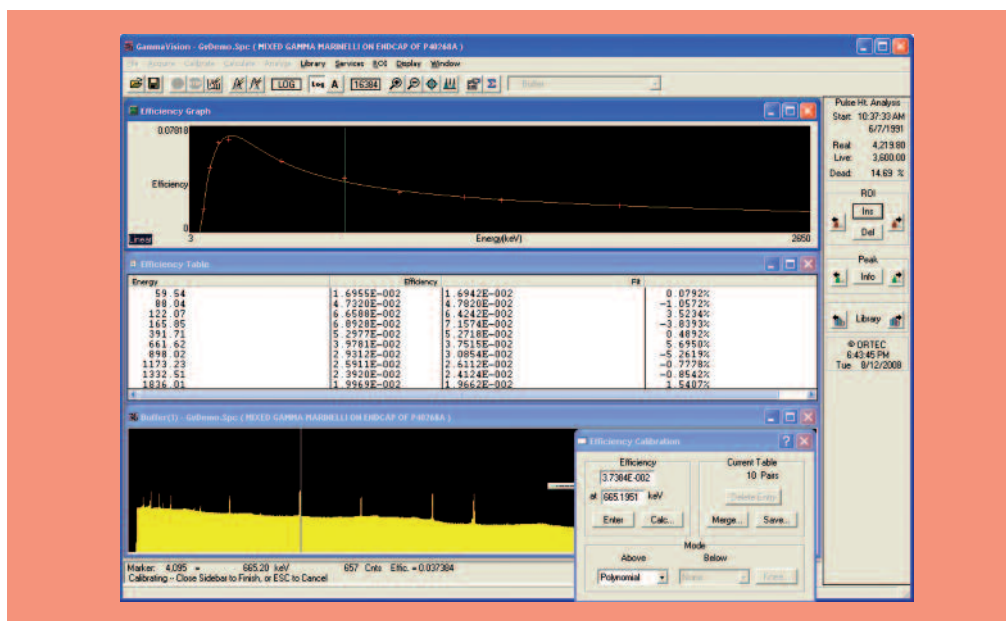 GammaVision - GvDemo.Spc ( MIXED GAMMA MARINELLI ON ENDCAP OF P40268A )
File Acquire Calibrate Calculate Analyze Library Services ROI Display Window
LOG Log A 16384 Buffer
Efficiency Graph
0.07818
Efficiency
0
Linear 3 Energy(keV) 2650
Efficiency Table
Energy Efficiency Fit
59.54 1.6955E-002 1.6942E-002 0.0792%
88.04 4.7320E-002 4.7820E-002 -1.0572%
122.07 6.6588E-002 6.4242E-002 3.5234%
165.85 6.8928E-002 7.1574E-002 -3.8393%
391.71 5.2977E-002 5.2718E-002 0.4892%
661.62 3.9781E-002 3.7515E-002 5.6950%
898.02 2.9312E-002 3.0854E-002 -5.2619%
1173.23 2.5911E-002 2.6112E-002 -0.7778%
1332.51 2.3920E-002 2.4124E-002 -0.8542%
1836.01 1.9969E-002 1.9662E-002 1.5407%
Buffer(1) - GvDemo.Spc ( MIXED GAMMA MARINELLI ON ENDCAP OF P40268A )
Marker: 4,095 = 665.20 keV 657 Cnts Effic. = 0.037384
Calibrating -- Close Sidebar to Finish, or ESC to Cancel
Efficiency Calibration
Efficiency
3.7384E-002
at 665.1951 keV
Enter Calc...
Current Table
10 Pairs
Delete Entry
Merge... Save...
Mode
Above Below
Polynomial
Pulse Ht. Analysis
Start: 10:37:33 AM
6/7/1991
Real: 4,219.80
Live: 3,600.00
Dead: 14.69 %
ROI
Ins
Del
Peak
Info
Library
© ORTEC
6:43:45 PM
Tue 8/12/2008